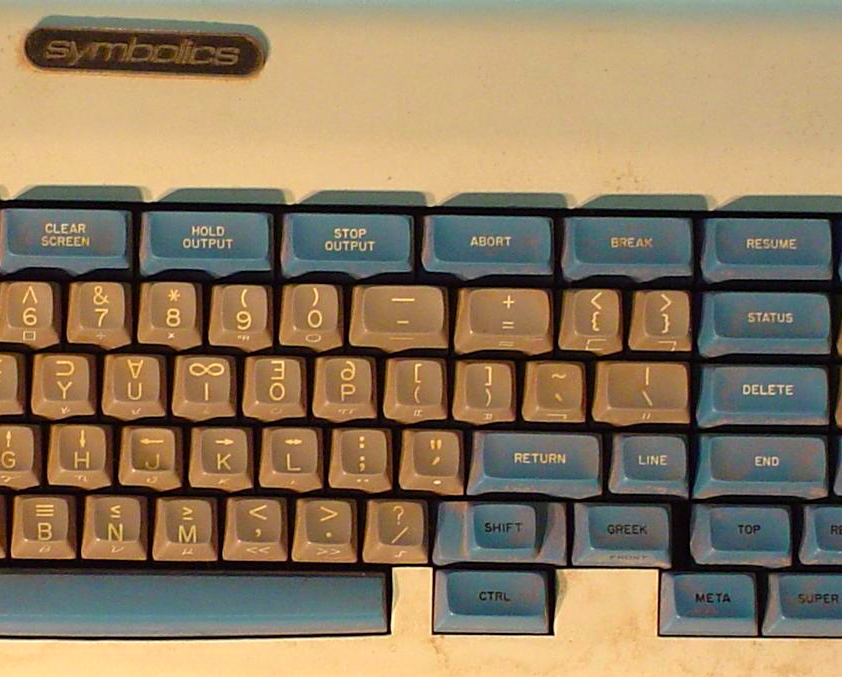 symbolics
CLEAR
SCREEN
HOLD
OUTPUT
STOP
OUTPUT
ABORT
BREAK
RESUME
^ & * ( ) — + < >
6 7 8 9 0 – = { }
STATUS
⊃ ∀ ∞ ∃ ∂ [ ] ~ |
Y U I O P ( ) ` \
DELETE
↑ ↓ ← → ↔ : "
G H J K L ; '
RETURN
LINE
END
≡ ≤ ≥ < > ?
B N M , . /
SHIFT
GREEK
FRONT
TOP
CTRL
META
SUPER